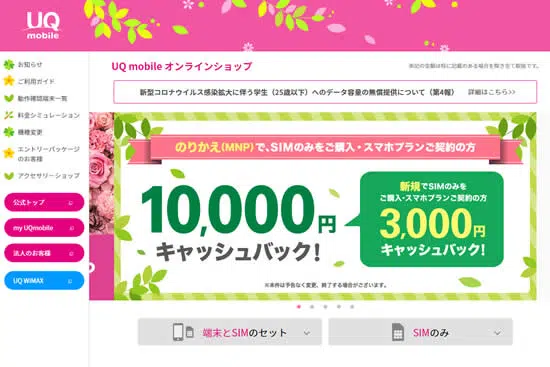 UQ
mobile
※記載の金額は特に記載のある場合を除き全て税抜です。
お知らせ
ご利用ガイド
動作確認端末一覧
料金シミュレーション
機種変更
エントリーパッケージ
のお客様
アクセサリーショップ
公式トップ
my UQmobile
法人のお客様
UQ WiMAX
UQ mobile オンラインショップ
新型コロナウイルス感染拡大に伴う学生(25歳以下)へのデータ容量の無償提供について(第4報) 詳細はこちら>>
のりかえ(MNP)で、SIMのみをご購入・スマホプランご契約の方
10,000円
キャッシュバック!
新規でSIMのみを
ご購入・スマホプランご契約の方
3,000円
キャッシュバック!
※本件は予告なく変更、終了する場合がございます。
端末とSIMのセット
SIMのみ